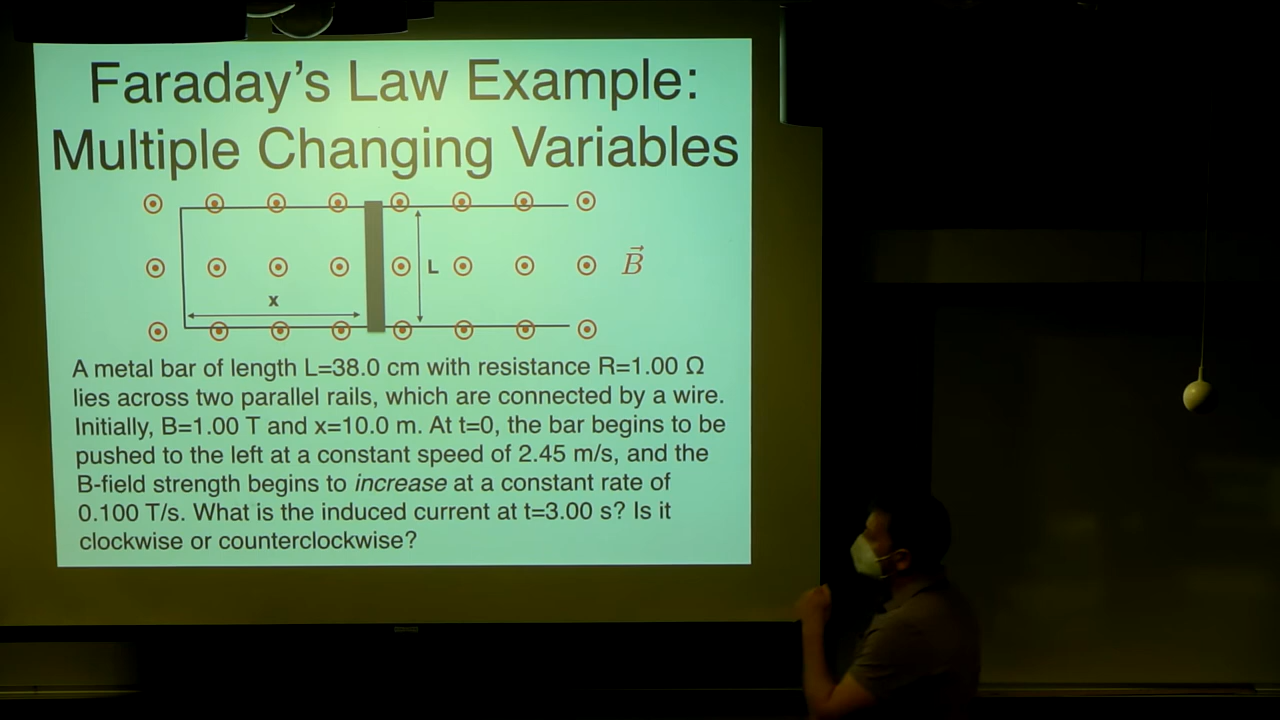 Faraday's Law Example:
Multiple Changing Variables
B
L
x
A metal bar of length L=38.0 cm with resistance R=1.00 Ω
lies across two parallel rails, which are connected by a wire.
Initially, B=1.00 T and x=10.0 m. At t=0, the bar begins to be
pushed to the left at a constant speed of 2.45 m/s, and the
B-field strength begins to increase at a constant rate of
0.100 T/s. What is the induced current at t=3.00 s? Is it
clockwise or counterclockwise?